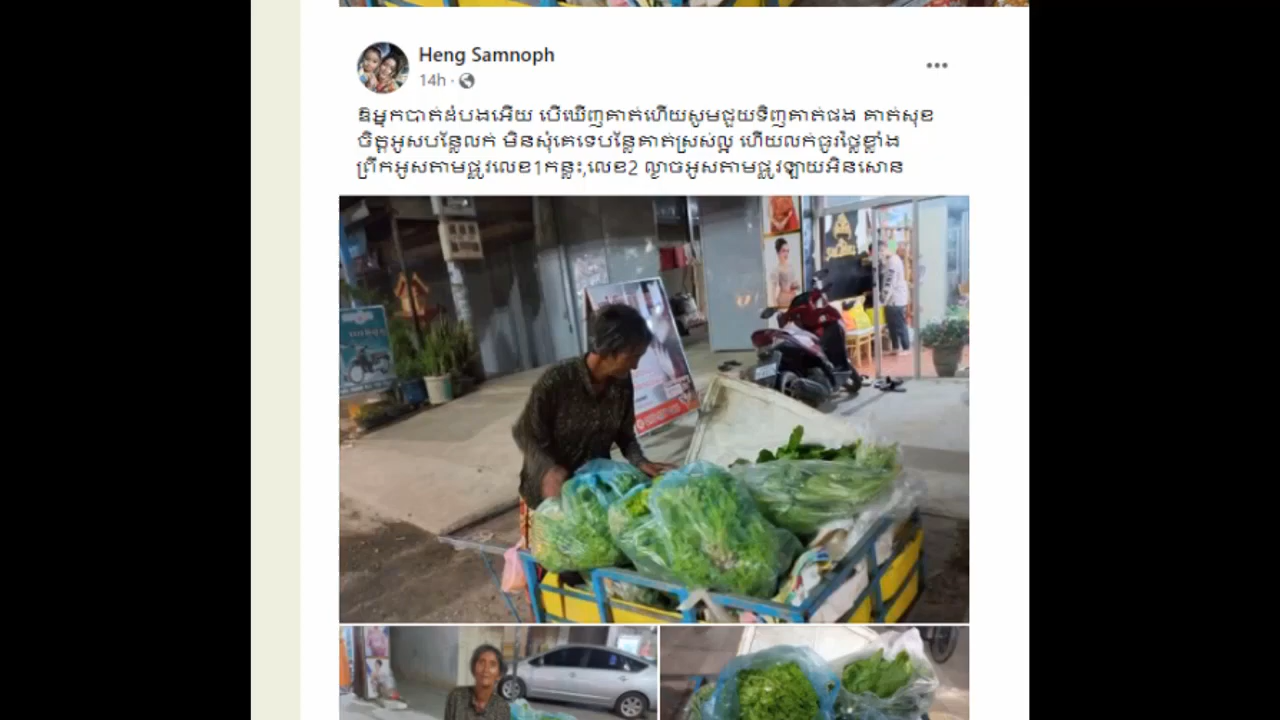 Heng Samnoph
14h ·
ឱអ្នកបាត់ដំបងអើយ បើឃើញគាត់ហើយសូមជួយទិញគាត់ផង គាត់សុខ
ចិត្តអូសបន្លែលក់ មិនសុំគេទេបន្លែគាត់ស្រស់ល្អ ហើយលក់ធូរថ្លៃខ្លាំង
ព្រឹកអូសតាមផ្លូវលេខ1កន្លះ,លេខ2 ល្ងាចអូសតាមផ្លូវឡាយអិនសោន